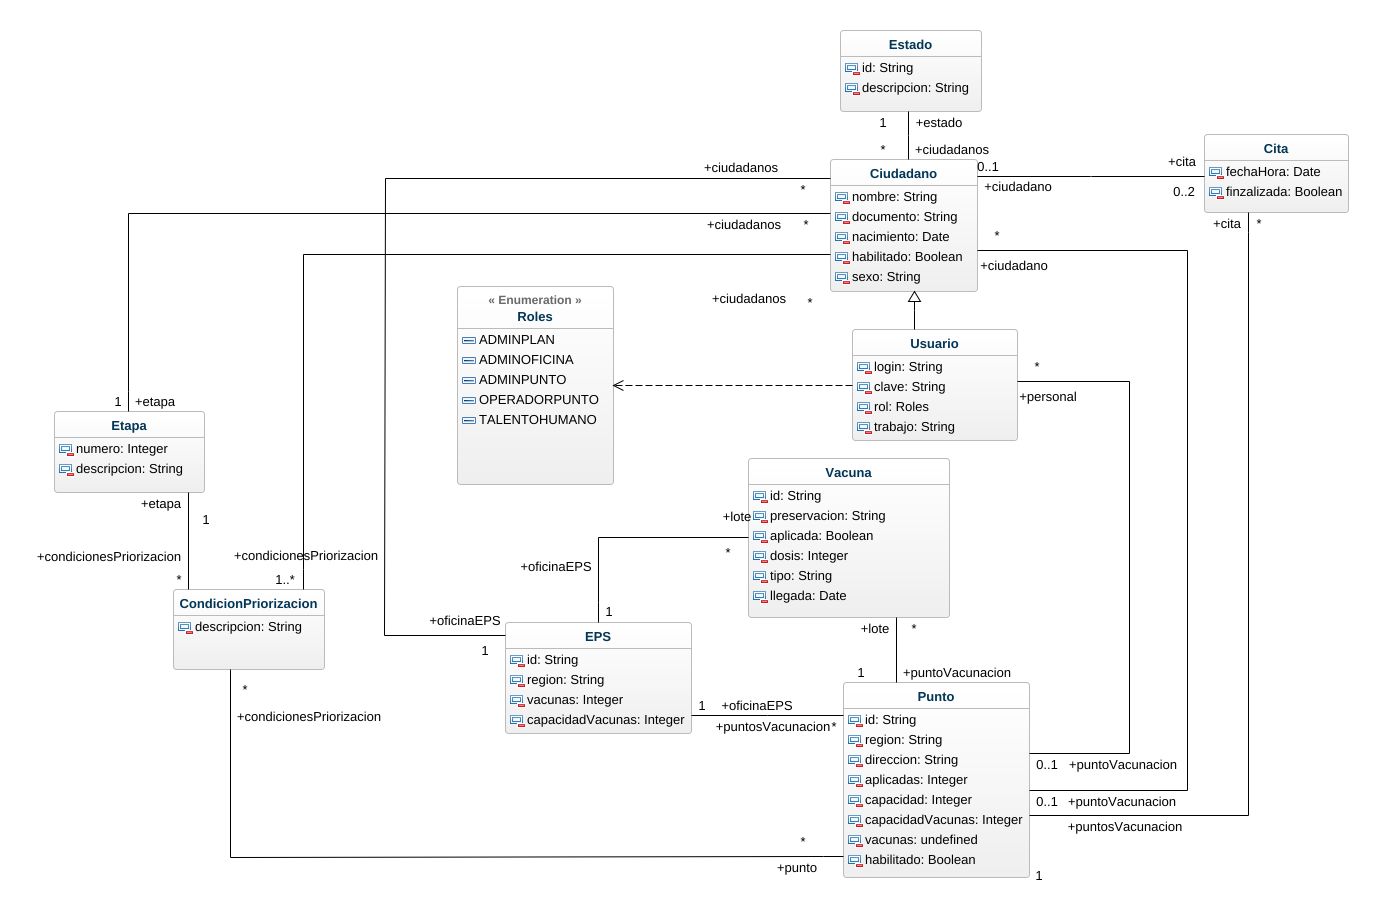 Estado
id: String
descripcion: String
1
+estado
*
+ciudadanos
Cita
fechaHora: Date
finzalizada: Boolean
+cita
0..2
0..1
+ciudadano
+cita
*
Ciudadano
nombre: String
documento: String
nacimiento: Date
habilitado: Boolean
sexo: String
+ciudadanos
*
+ciudadanos
*
+ciudadanos
*
*
+ciudadano
« Enumeration »
Roles
ADMINPLAN
ADMINOFICINA
ADMINPUNTO
OPERADORPUNTO
TALENTOHUMANO
Usuario
login: String
clave: String
rol: Roles
trabajo: String
*
+personal
1
+etapa
Etapa
numero: Integer
descripcion: String
+etapa
1
+condicionesPriorizacion
*
+condicionesPriorizacion
1..*
CondicionPriorizacion
descripcion: String
*
+condicionesPriorizacion
Vacuna
id: String
preservacion: String
aplicada: Boolean
dosis: Integer
tipo: String
llegada: Date
+lote
*
+oficinaEPS
1
+oficinaEPS
1
EPS
id: String
region: String
vacunas: Integer
capacidadVacunas: Integer
+lote
*
1
+puntoVacunacion
1
+oficinaEPS
+puntosVacunacion
*
Punto
id: String
region: String
direccion: String
aplicadas: Integer
capacidad: Integer
capacidadVacunas: Integer
vacunas: undefined
habilitado: Boolean
0..1
+puntoVacunacion
0..1
+puntoVacunacion
+puntosVacunacion
1
*
+punto